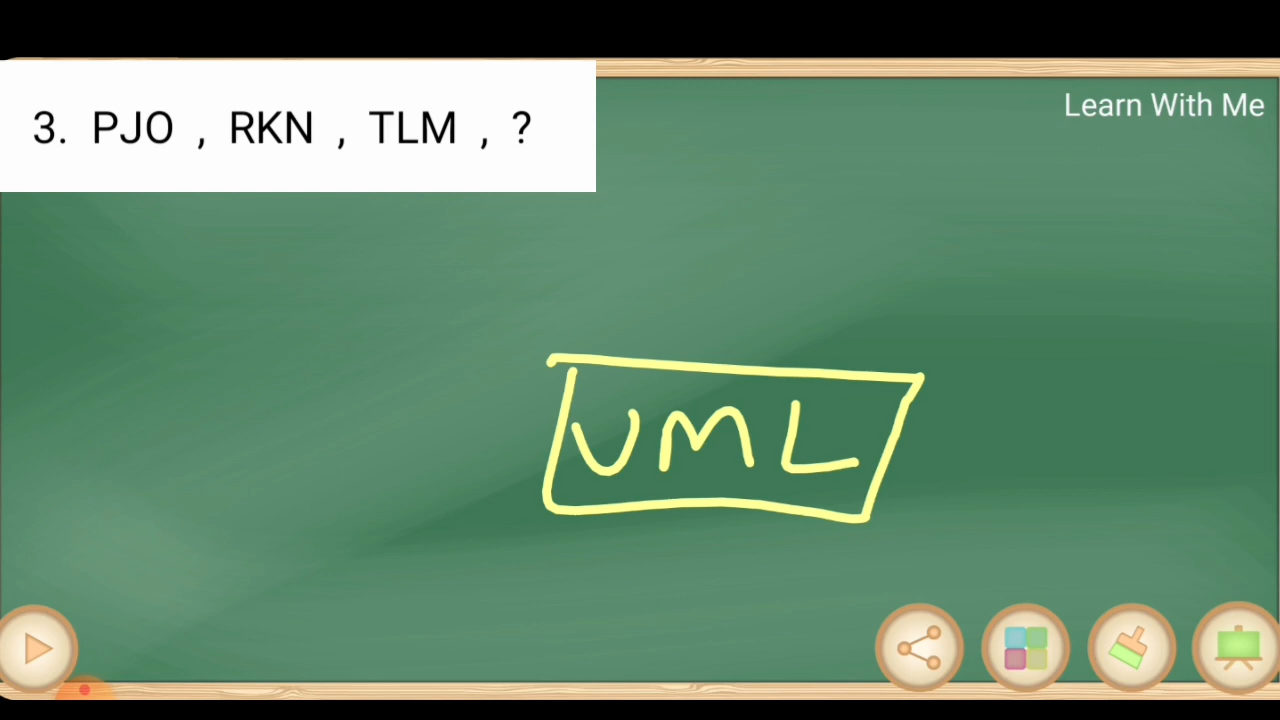 Learn With Me
3. PJO , RKN , TLM , ?
UML